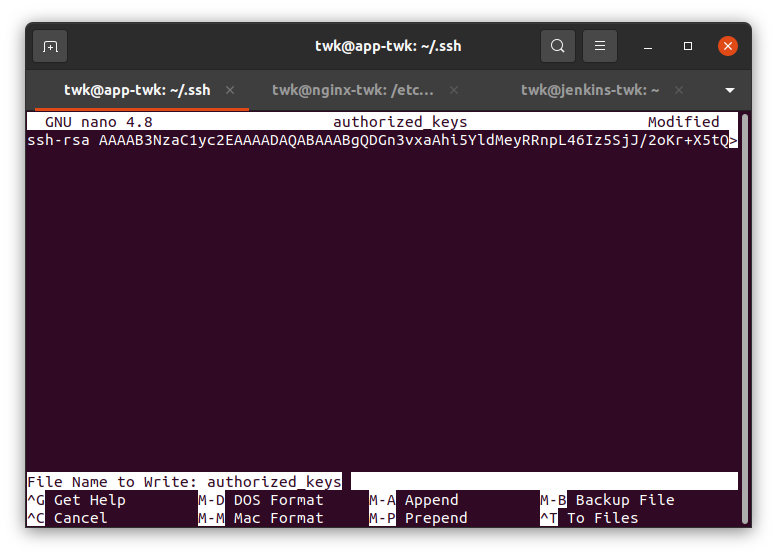 twk@app-twk: ~/.ssh
twk@app-twk: ~/.ssh twk@nginx-twk: /etc... twk@jenkins-twk: ~
GNU nano 4.8 authorized_keys Modified
ssh-rsa AAAAB3NzaC1yc2EAAAADAQABAAABgQDGn3vxaAhi5YldMeyRRnpL46Iz5SjJ/2oKr+X5tQ>
File Name to Write: authorized_keys
^G Get Help M-D DOS Format M-A Append M-B Backup File
^C Cancel M-M Mac Format M-P Prepend ^T To Files